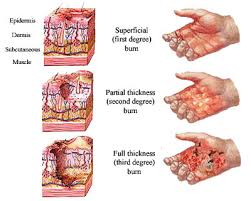 Epidermis
Dermis
Subcutaneous
Muscle
Superficial
(first degree)
burn
Partial thickness
(second degree)
burn
Full thickness
(third degree)
burn